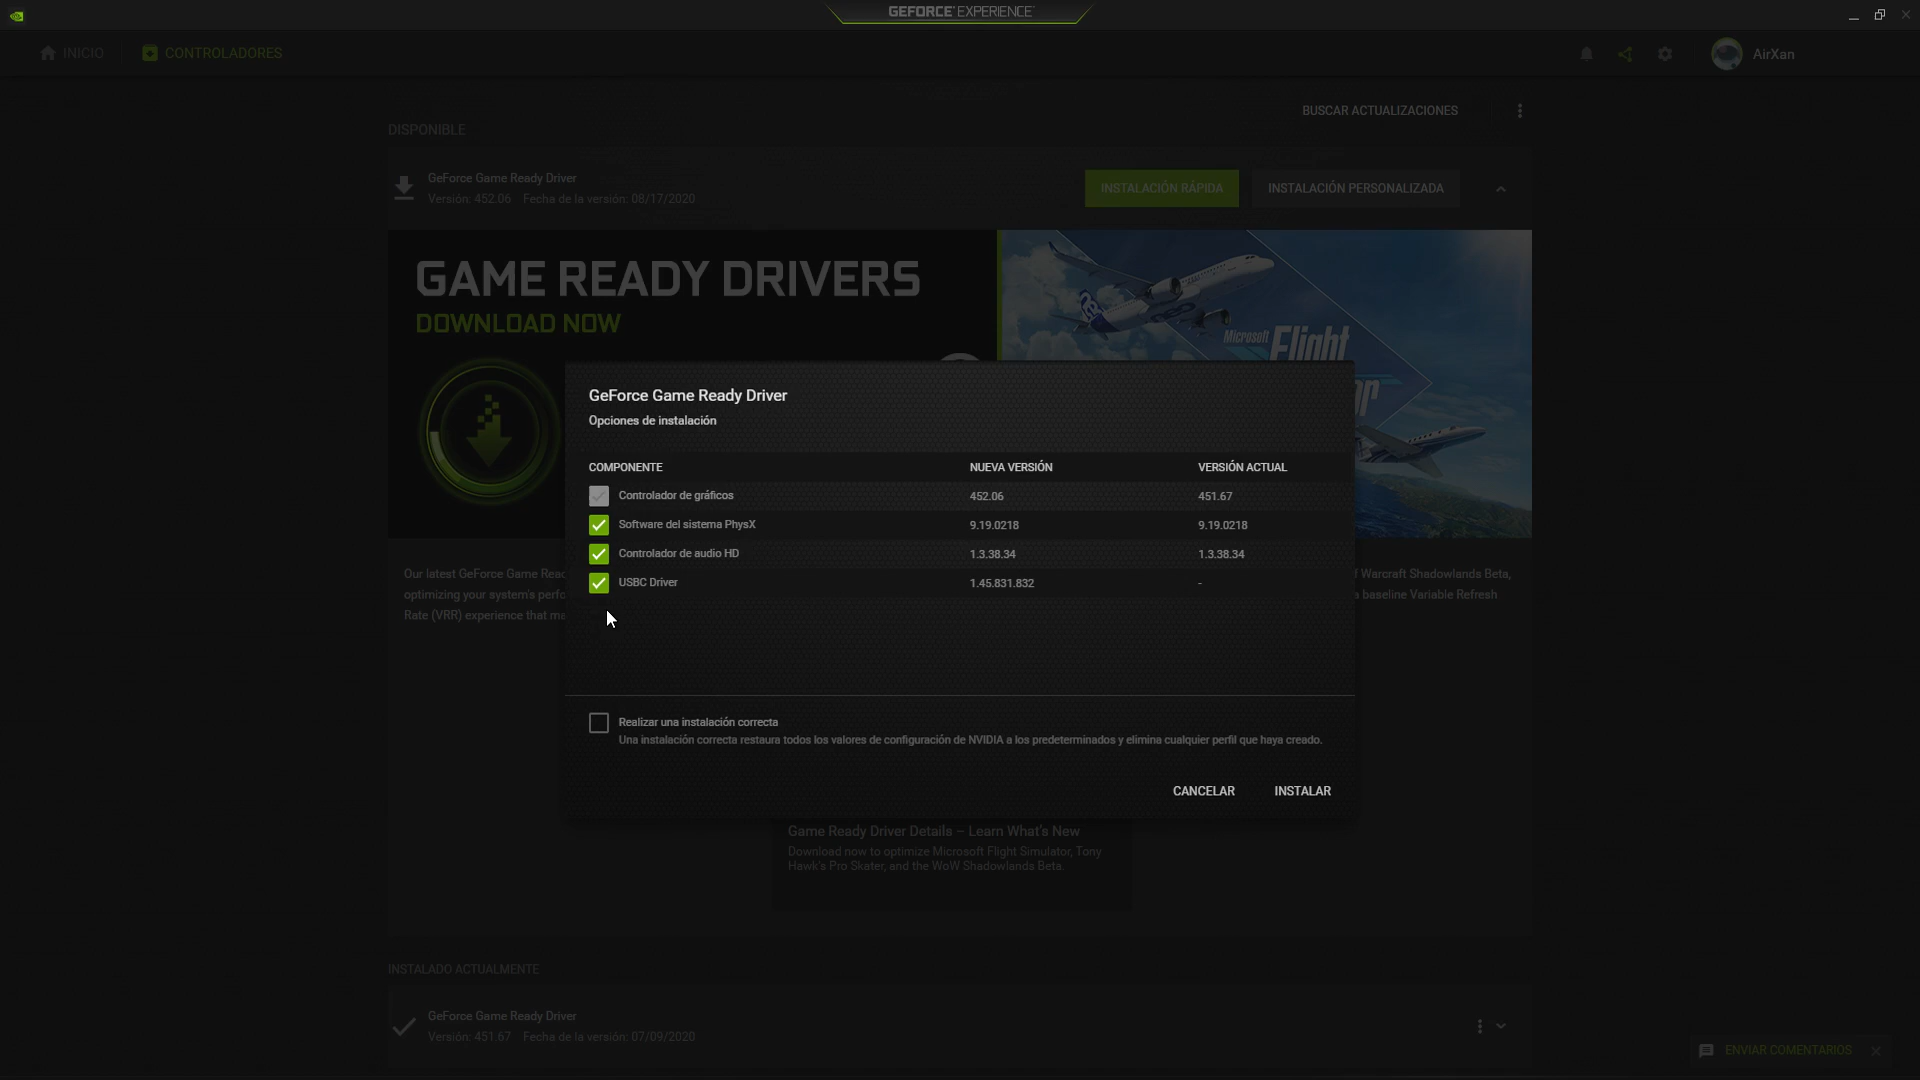 GEFORCE EXPERIENCE
INICIO
CONTROLADORES
AirXan
BUSCAR ACTUALIZACIONES
DISPONIBLE
GeForce Game Ready Driver
Versión: 452.06 Fecha de la versión: 08/17/2020
INSTALACIÓN RÁPIDA
INSTALACIÓN PERSONALIZADA
GAME READY DRIVERS
DOWNLOAD NOW
Microsoft
Flight
GeForce Game Ready Driver
Opciones de instalación
COMPONENTE NUEVA VERSIÓN VERSIÓN ACTUAL
Controlador de gráficos 452.06 451.67
Software del sistema PhysX 9.19.0218 9.19.0218
Controlador de audio HD 1.3.38.34 1.3.38.34
USBC Driver 1.45.831.832 -
Realizar una instalación correcta
Una instalación correcta restaura todos los valores de configuración de NVIDIA a los predeterminados y elimina cualquier perfil que haya creado.
CANCELAR INSTALAR
Our latest GeForce Game Rea
f Warcraft Shadowlands Beta,
optimizing your system's perfo
a baseline Variable Refresh
Rate (VRR) experience that ma
Game Ready Driver Details – Learn What's New
Download now to optimize Microsoft Flight Simulator, Tony
Hawk's Pro Skater, and the WoW Shadowlands Beta.
INSTALADO ACTUALMENTE
GeForce Game Ready Driver
Versión: 451.67 Fecha de la versión: 07/09/2020
ENVIAR COMENTARIOS